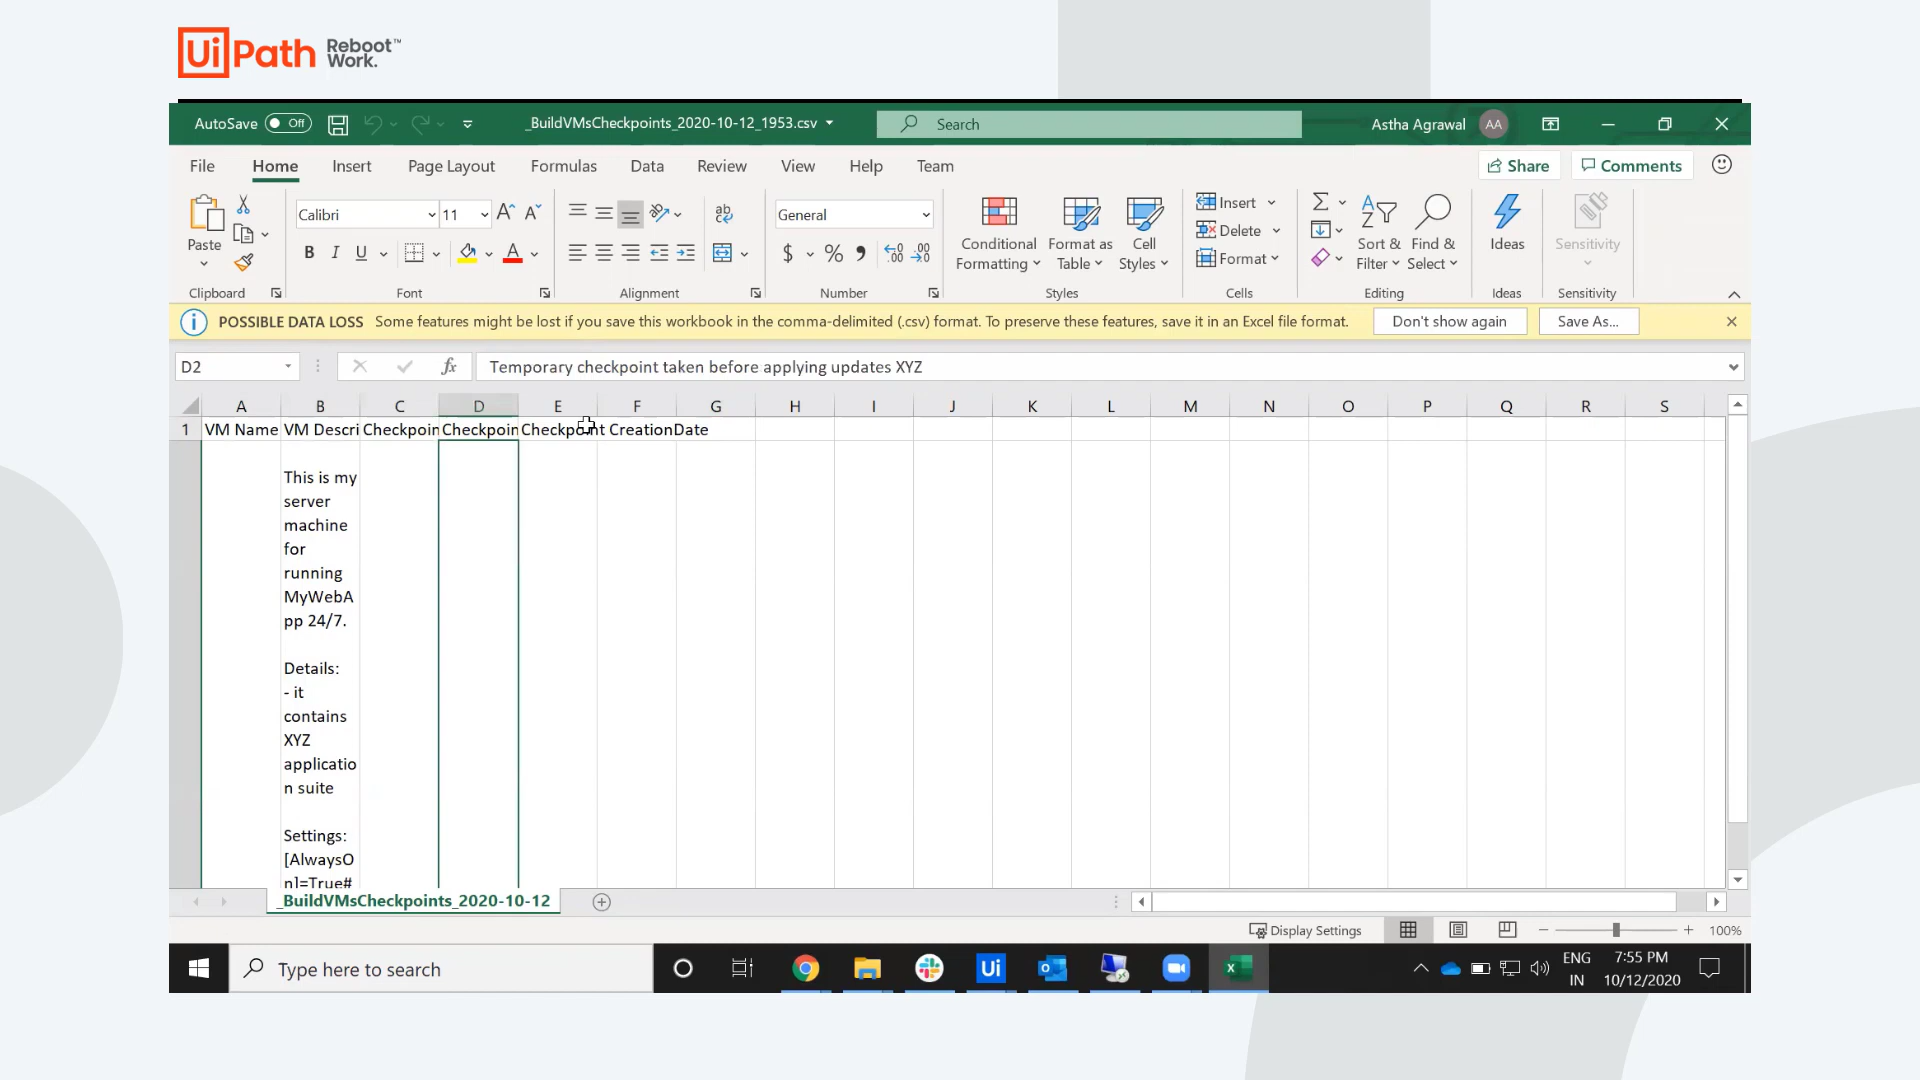 UiPath Reboot Work.™
AutoSave Off _BuildVMsCheckpoints_2020-10-12_1953.csv Search Astha Agrawal AA
File Home Insert Page Layout Formulas Data Review View Help Team Share Comments
Calibri 11 General
Paste
B I U A $ % Conditional Formatting Format as Table Cell Styles
Insert
Delete
Format
Sort & Filter Find & Select Ideas Sensitivity
Clipboard Font Alignment Number Styles Cells Editing Ideas Sensitivity
POSSIBLE DATA LOSS Some features might be lost if you save this workbook in the comma-delimited (.csv) format. To preserve these features, save it in an Excel file format. Don't show again Save As...
D2 fx Temporary checkpoint taken before applying updates XYZ
A B C D E F G H I J K L M N O P Q R S
1 VM Name VM Descri Checkpoin Checkpoin Checkpoint CreationDate
This is my
server
machine
for
running
MyWebA
pp 24/7.
Details:
- it
contains
XYZ
applicatio
n suite
Settings:
[AlwaysO
n]=True#
_BuildVMsCheckpoints_2020-10-12
Display Settings 100%
Type here to search Ui ENG 7:55 PM
IN 10/12/2020